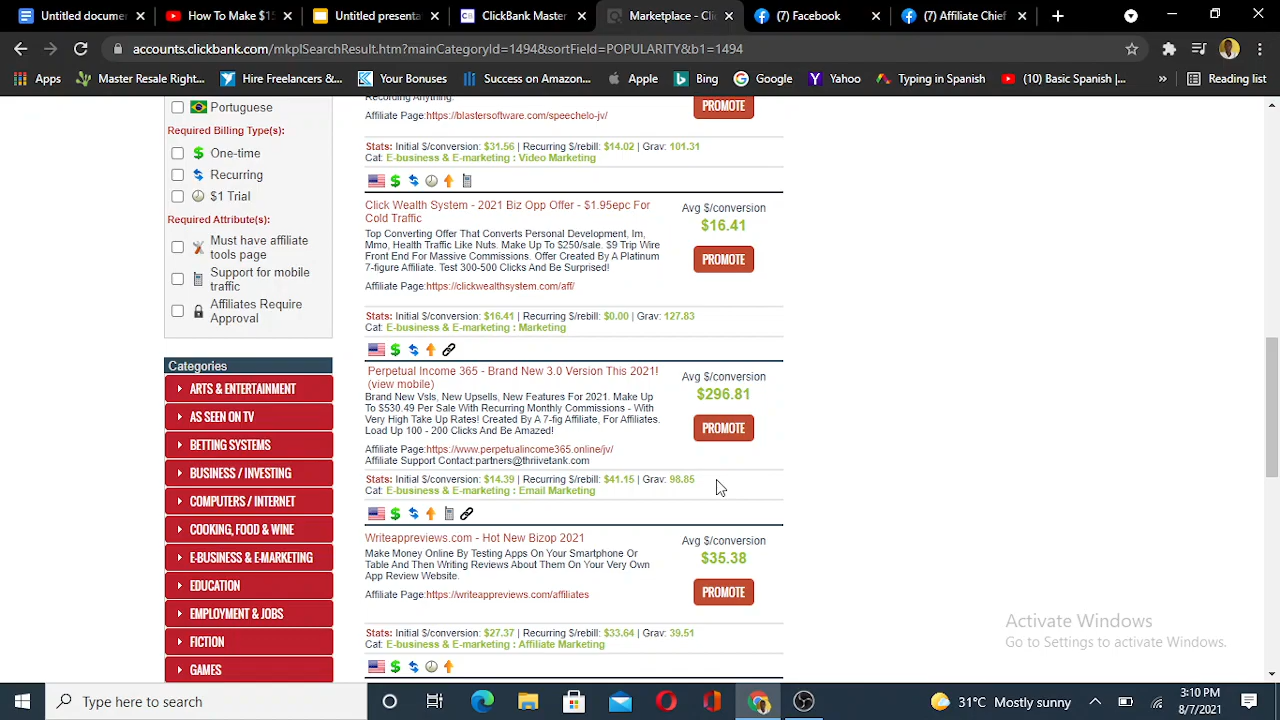 Untitled document
How To Make $15
Untitled presenta
ClickBank Master
Marketplace - Clic
(7) Facebook
(7) Affiliate Chief
accounts.clickbank.com/mkplSearchResult.htm?mainCategoryId=1494&sortField=POPULARITY&b1=1494
Apps
Master Resale Right...
Hire Freelancers &...
Your Bonuses
Success on Amazon...
Apple
Bing
Google
Yahoo
Typing in Spanish
(10) Basic Spanish |...
»
Reading list
Portuguese
Required Billing Type(s):
One-time
Recurring
$1 Trial
Required Attribute(s):
Must have affiliate
tools page
Support for mobile
traffic
Affiliates Require
Approval
Categories
ARTS & ENTERTAINMENT
AS SEEN ON TV
BETTING SYSTEMS
BUSINESS / INVESTING
COMPUTERS / INTERNET
COOKING, FOOD & WINE
E-BUSINESS & E-MARKETING
EDUCATION
EMPLOYMENT & JOBS
FICTION
GAMES
Recording Anything.
PROMOTE
Affiliate Page:https://blastersoftware.com/speechelo-jv/
Stats: Initial $/conversion: $31.56 | Recurring $/rebill: $14.02 | Grav: 101.31
Cat: E-business & E-marketing : Video Marketing
Click Wealth System - 2021 Biz Opp Offer - $1.95epc For
Cold Traffic
Avg $/conversion
$16.41
PROMOTE
Top Converting Offer That Converts Personal Development, Im,
Mmo, Health Traffic Like Nuts. Make Up To $250/sale. $9 Trip Wire
Front End For Massive Commissions. Offer Created By A Platinum
7-figure Affiliate. Test 300-500 Clicks And Be Surprised!
Affiliate Page:https://clickwealthsystem.com/aff/
Stats: Initial $/conversion: $16.41 | Recurring $/rebill: $0.00 | Grav: 127.83
Cat: E-business & E-marketing : Marketing
Perpetual Income 365 - Brand New 3.0 Version This 2021!
(view mobile)
Avg $/conversion
$296.81
PROMOTE
Brand New Vsls, New Upsells, New Features For 2021. Make Up
To $530.49 Per Sale With Recurring Monthly Commissions - With
Very High Take Up Rates! Created By A 7-fig Affiliate, For Affiliates.
Load Up 100 - 200 Clicks And Be Amazed!
Affiliate Page:https://www.perpetualincome365.online/jv/
Affiliate Support Contact:partners@thriivetank.com
Stats: Initial $/conversion: $14.39 | Recurring $/rebill: $41.15 | Grav: 98.85
Cat: E-business & E-marketing : Email Marketing
Writeappreviews.com - Hot New Bizop 2021
Avg $/conversion
$35.38
PROMOTE
Make Money Online By Testing Apps On Your Smartphone Or
Table And Then Writing Reviews About Them On Your Very Own
App Review Website.
Affiliate Page:https://writeappreviews.com/affiliates
Stats: Initial $/conversion: $27.37 | Recurring $/rebill: $33.64 | Grav: 39.51
Cat: E-business & E-marketing : Affiliate Marketing
Activate Windows
Go to Settings to activate Windows.
Type here to search
31°C Mostly sunny
3:10 PM
8/7/2021